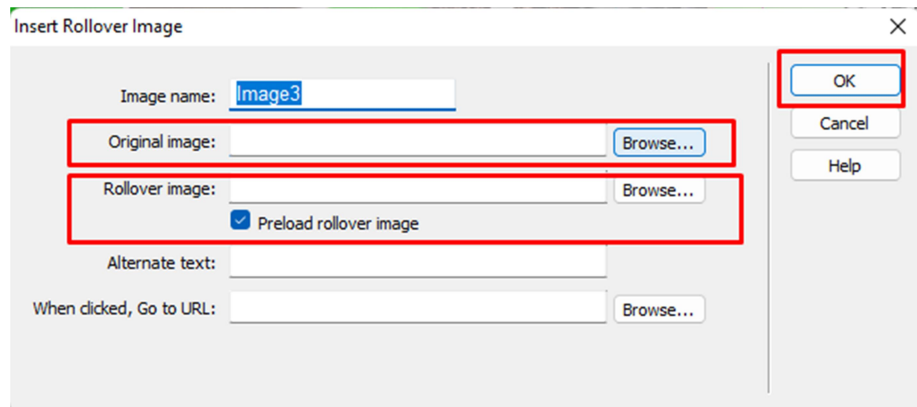 Insert Rollover Image
Image name: Image3
OK
Original image: Browse...
Cancel
Rollover image: Browse...
Help
Preload rollover image
Alternate text:
When clicked, Go to URL: Browse...